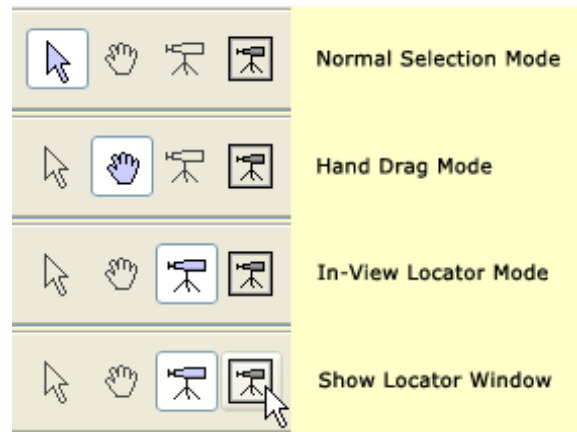 Normal Selection Mode
Hand Drag Mode
In-View Locator Mode
Show Locator Window